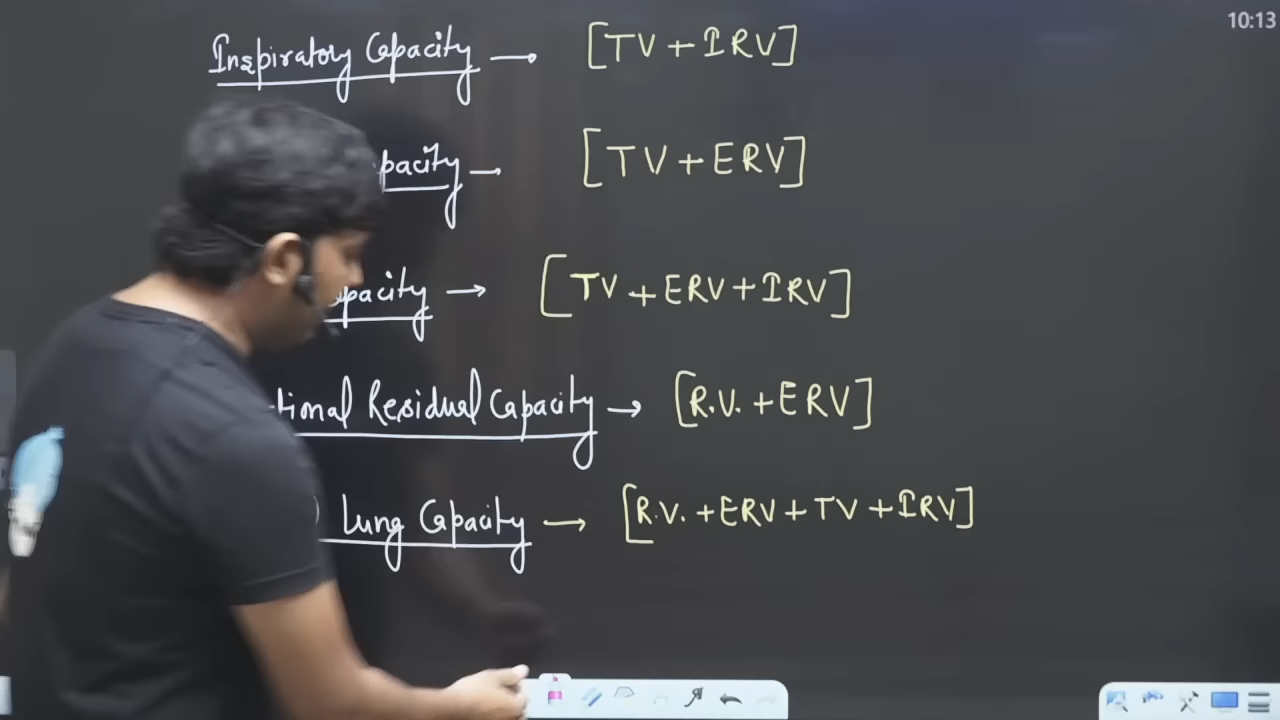 10:13
Inspiratory Capacity → [TV + IRV]
pacity → [TV + ERV]
pacity → [TV + ERV + IRV]
tional Residual Capacity → [R.V. + ERV]
Lung Capacity → [R.V. + ERV + TV + IRV]